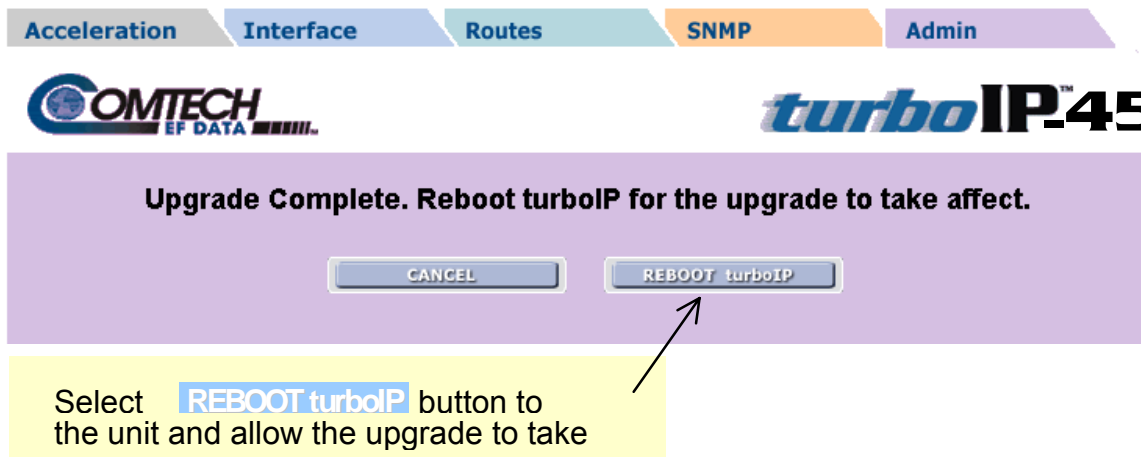 Acceleration Interface Routes SNMP Admin
COMTECH
EF DATA
turboIP™-45
Upgrade Complete. Reboot turboIP for the upgrade to take affect.
CANCEL REBOOT turboIP
Select REBOOT turboIP button to
the unit and allow the upgrade to take